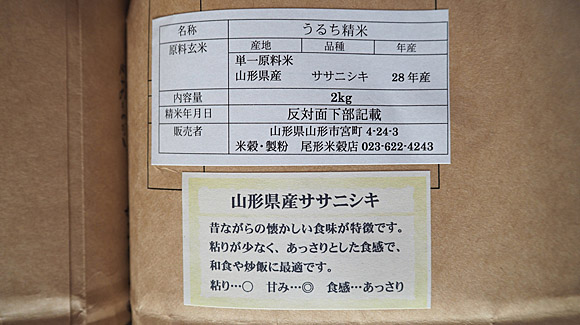 名称 うるち精米
原料玄米 産地 品種 年産
単一原料米
山形県産 ササニシキ 28年産
内容量 2kg
精米年月日 反対面下部記載
販売者 山形県山形市宮町 4-24-3
米穀・製粉 尾形米穀店 023-622-4243
山形県産ササニシキ
昔ながらの懐かしい食味が特徴です。
粘りが少なく、あっさりとした食感で、
和食や炒飯に最適です。
粘り…○ 甘み…◎ 食感…あっさり